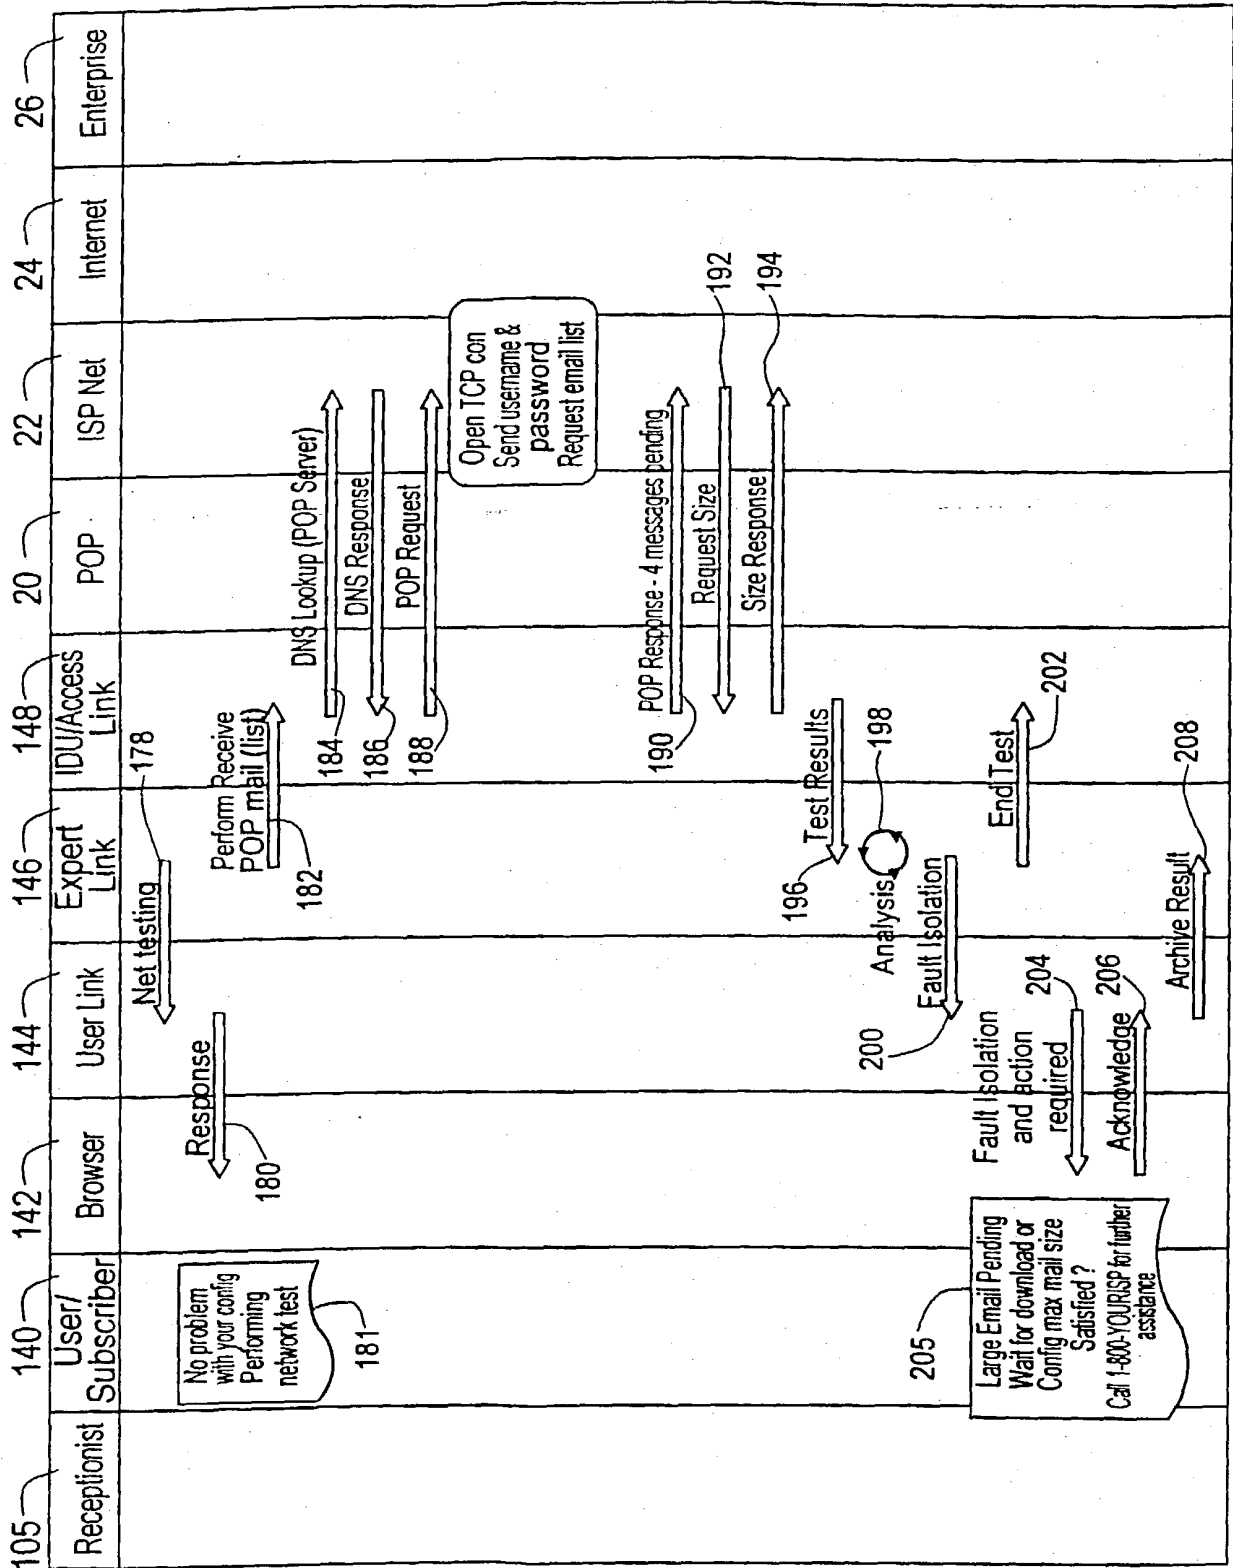 105
140
142
144
146
148
20
22
24
26
Receptionist
User/
Subscriber
Browser
User Link
Expert
Link
IDU/Access
Link
POP
ISP Net
Internet
Enterprise
Net testing
178
Response
180
No problem
with your config
Performing
network test
181
Perform Receive
POP mail (list)
182
DNS Lookup (POP Server)
184
DNS Response
186
POP Request
188
Open TCP con
Send username &
password
Request email list
POP Response - 4 messages pending
190
Request Size
192
Size Response
194
Test Results
196
Analysis
198
Fault Isolation
200
End Test
202
Fault Isolation
and action
required
204
Large Email Pending
Wait for download or
Config max mail size
Satisfied ?
Call 1-800-YOURISP for further
assistance
205
Acknowledge
206
Archive Result
208